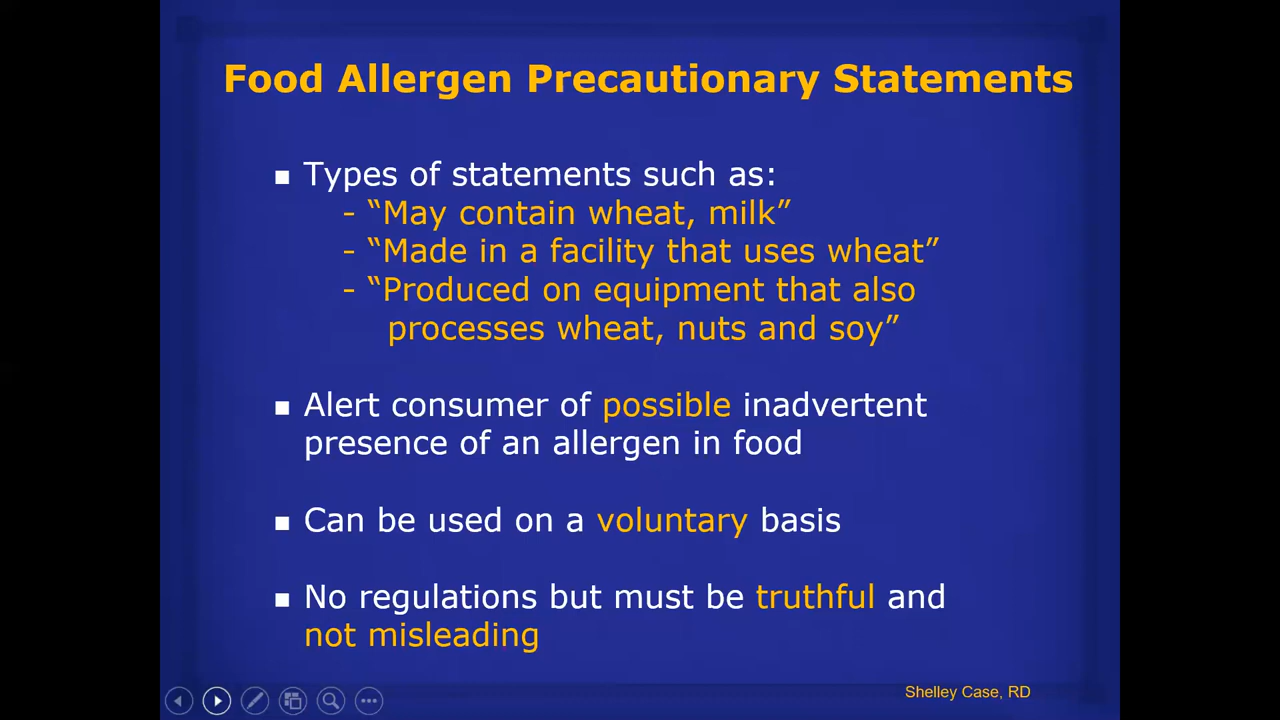 Food Allergen Precautionary Statements
■ Types of statements such as:
- “May contain wheat, milk”
- “Made in a facility that uses wheat”
- “Produced on equipment that also
processes wheat, nuts and soy”
■ Alert consumer of possible inadvertent
presence of an allergen in food
■ Can be used on a voluntary basis
■ No regulations but must be truthful and
not misleading
Shelley Case, RD